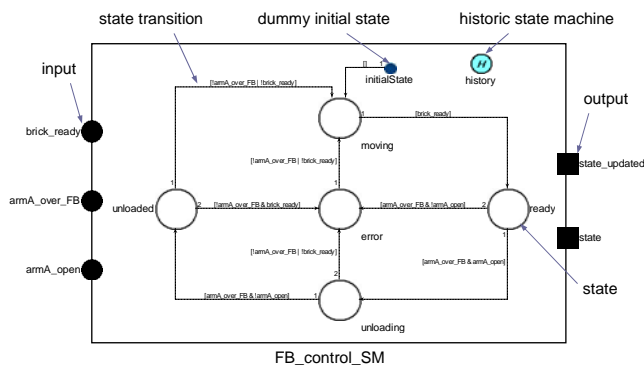 state transition
dummy initial state
historic state machine
input
[]
1
initialState
history
[!armA_over_FB | !brick_ready]
output
brick_ready
1
[brick_ready]
moving
state_updated
[!armA_over_FB | !brick_ready]
armA_over_FB
unloaded
1
2
[!armA_over_FB & brick_ready]
1
[armA_over_FB & !armA_open]
2
ready
error
1
state
[!armA_over_FB | !brick_ready]
[armA_over_FB & armA_open]
armA_open
2
[armA_over_FB & !armA_open]
1
unloading
state
FB_control_SM